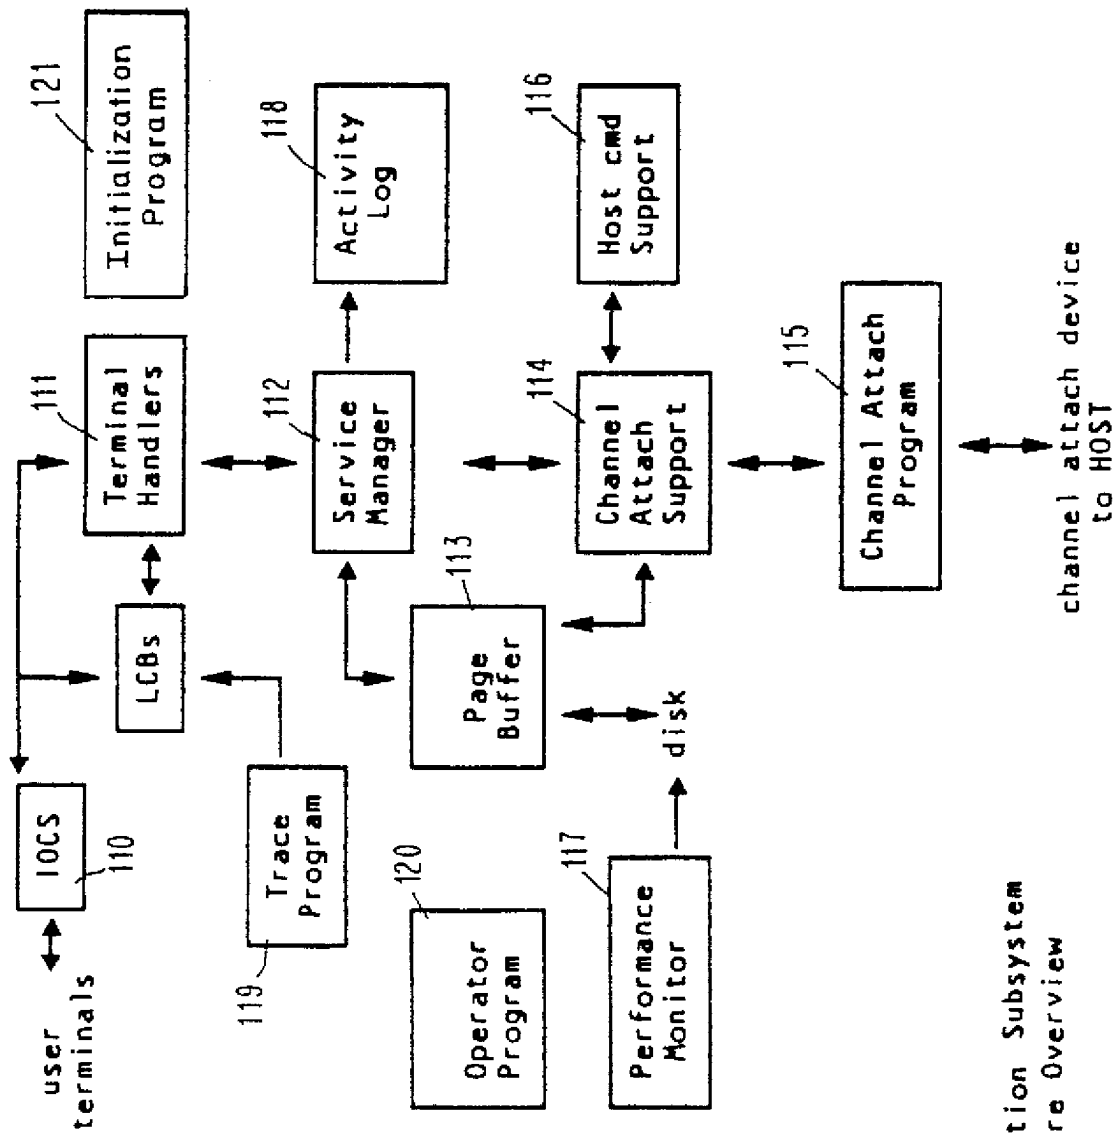 user
terminals
IOCS
110
LCBs
Terminal
Handlers
111
Initialization
Program
121
Trace
Program
119
Service
Manager
112
Activity
Log
118
Operator
Program
120
Page
Buffer
113
Performance
Monitor
117
disk
Channel
Attach
Support
114
Host cmd
Support
116
Channel Attach
Program
115
channel attach device
to HOST
tion Subsystem
re Overview